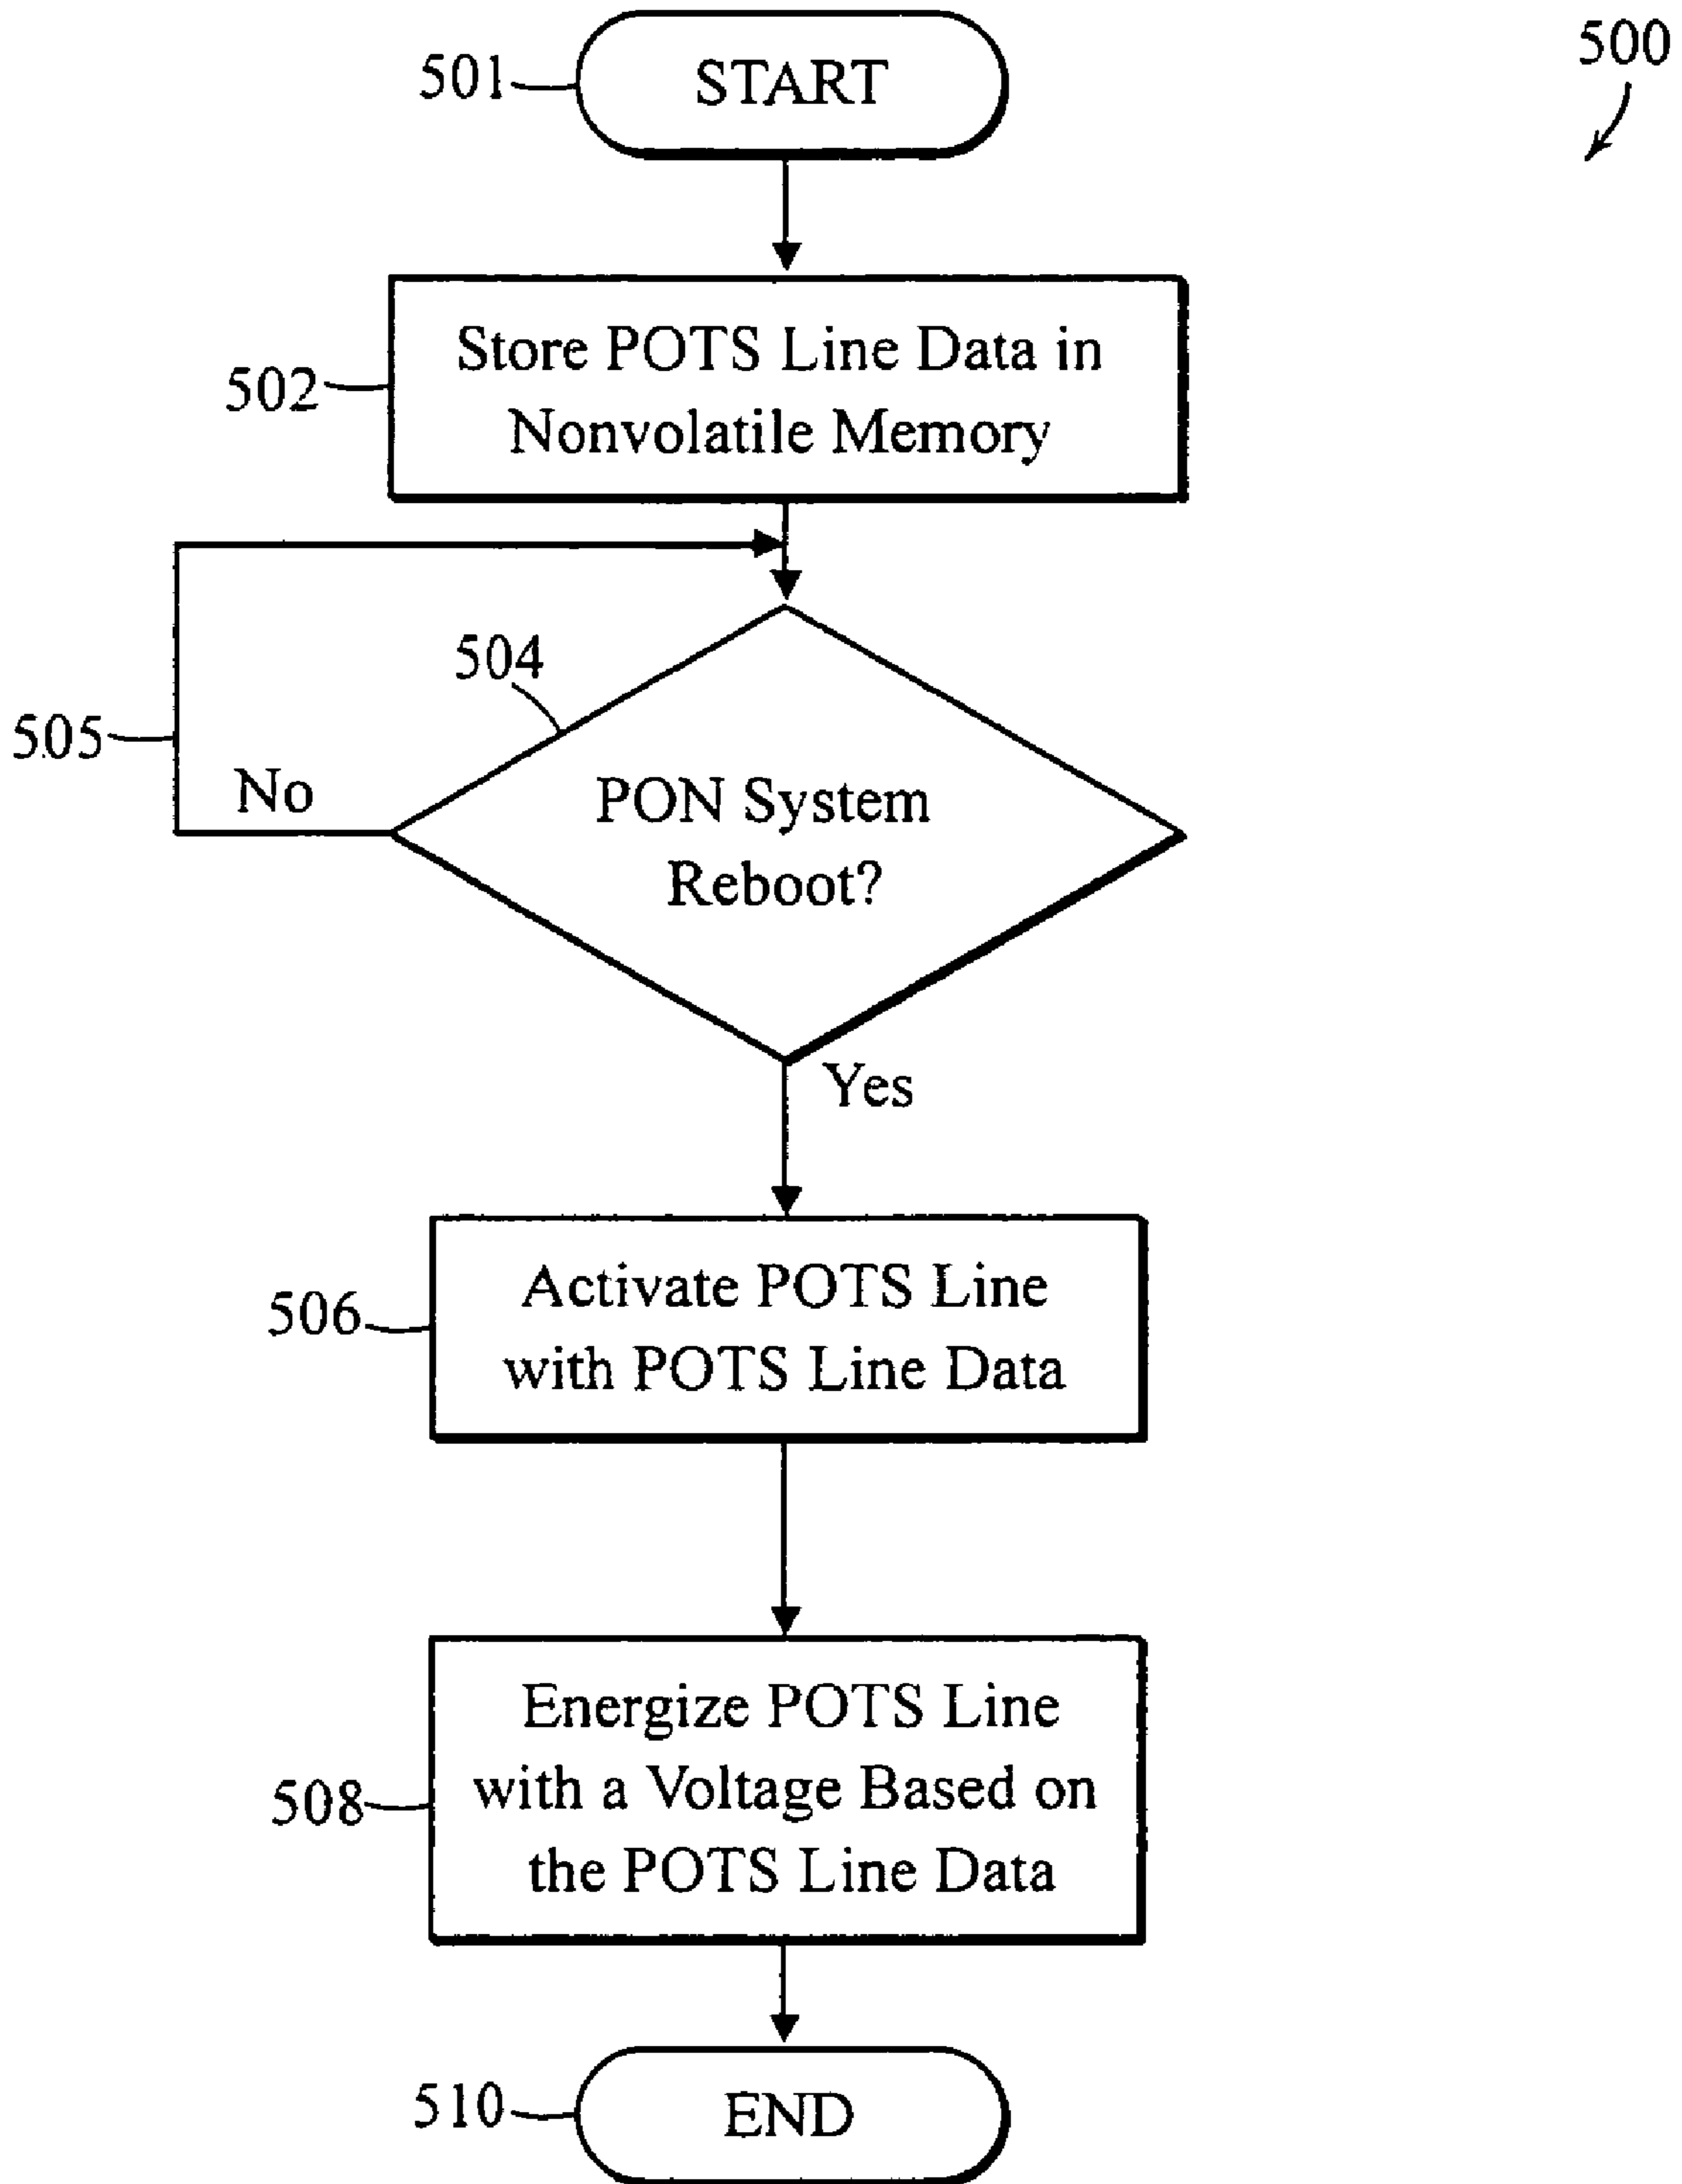 500
501
START
502
Store POTS Line Data in
Nonvolatile Memory
504
505
No
PON System
Reboot?
Yes
506
Activate POTS Line
with POTS Line Data
508
Energize POTS Line
with a Voltage Based on
the POTS Line Data
510
END